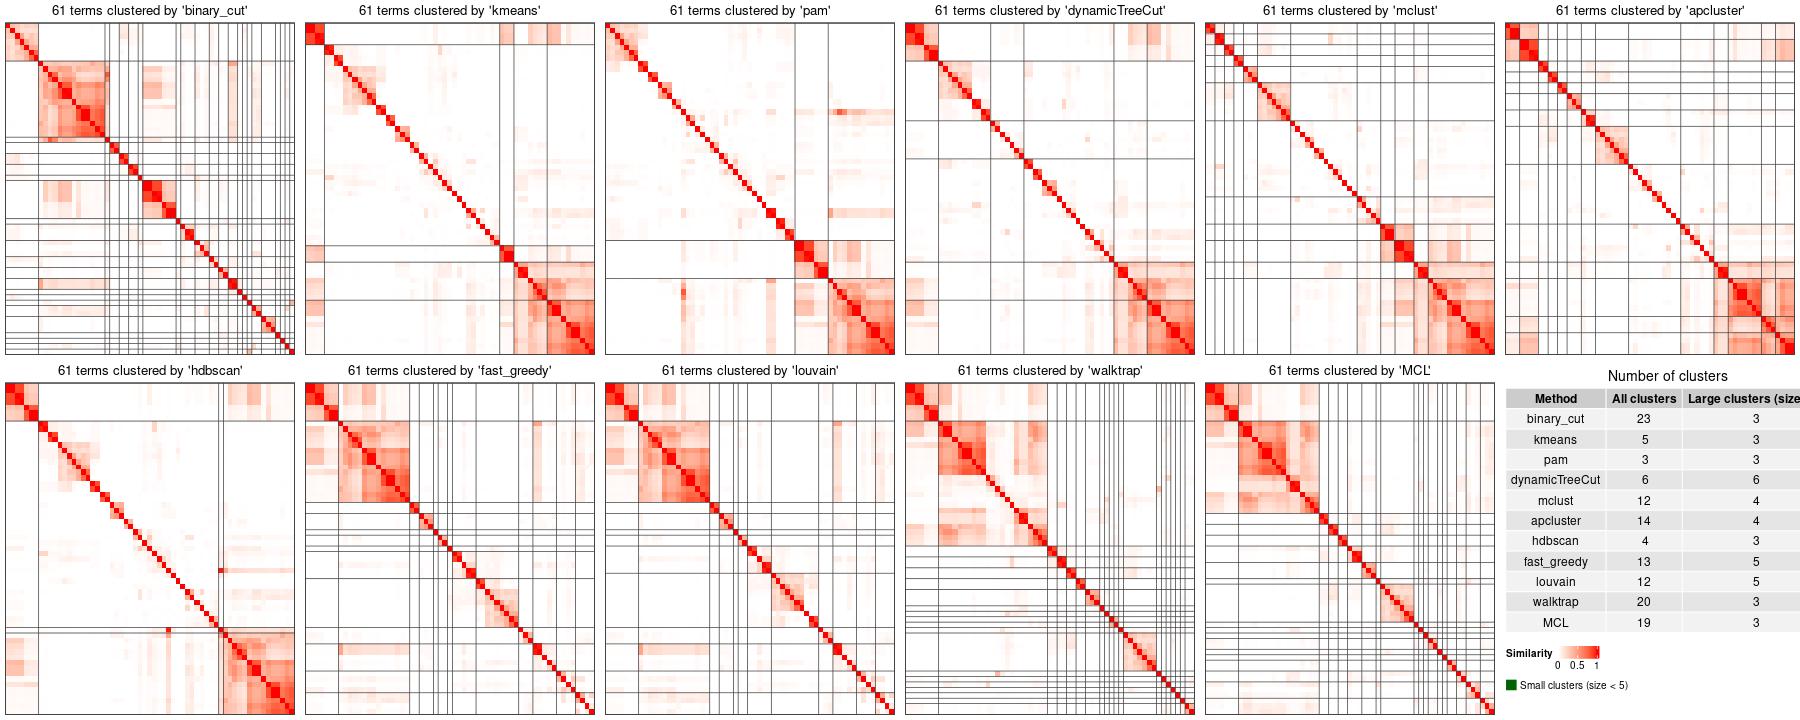 61 terms clustered by 'binary_cut'
61 terms clustered by 'kmeans'
61 terms clustered by 'pam'
61 terms clustered by 'dynamicTreeCut'
61 terms clustered by 'mclust'
61 terms clustered by 'apcluster'
61 terms clustered by 'hdbscan'
61 terms clustered by 'fast_greedy'
61 terms clustered by 'louvain'
61 terms clustered by 'walktrap'
61 terms clustered by 'MCL'
Number of clusters
Method All clusters Large clusters (size
binary_cut 23 3
kmeans 5 3
pam 3 3
dynamicTreeCut 6 6
mclust 12 4
apcluster 14 4
hdbscan 4 3
fast_greedy 13 5
louvain 12 5
walktrap 20 3
MCL 19 3
Similarity
0 0.5 1
Small clusters (size < 5)